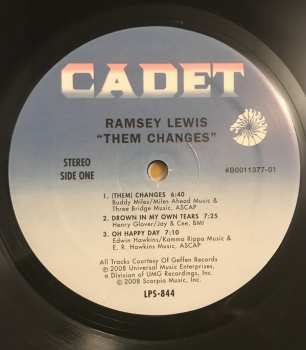 CADET
RAMSEY LEWIS
"THEM CHANGES"
STEREO
SIDE ONE
#B0011377-01
1. (THEM) CHANGES 6:40
Buddy Miles/Miles Ahead Music &
Three Bridge Music, ASCAP
2. DROWN IN MY OWN TEARS 7:25
Henry Glover/Jay & Cee, BMI
3. OH HAPPY DAY 7:10
Edwin Hawkins/Kamma Rippa Music &
E. R. Hawkins Music, ASCAP
All Tracks Courtesy Of Geffen Records
℗ 2008 Universal Music Enterprises,
a Division of UMG Recordings, Inc.
© 2008 Scorpio Music, Inc.
LPS-844